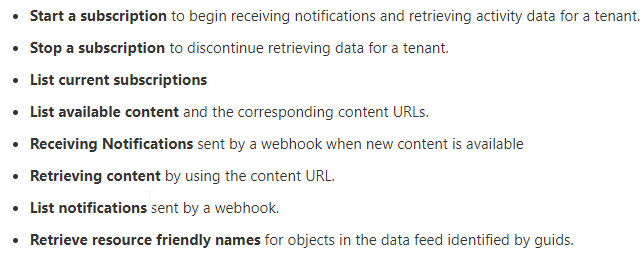 Start a subscription to begin receiving notifications and retrieving activity data for a tenant.
Stop a subscription to discontinue retrieving data for a tenant.
List current subscriptions
List available content and the corresponding content URLs.
Receiving Notifications sent by a webhook when new content is available
Retrieving content by using the content URL.
List notifications sent by a webhook.
Retrieve resource friendly names for objects in the data feed identified by guids.